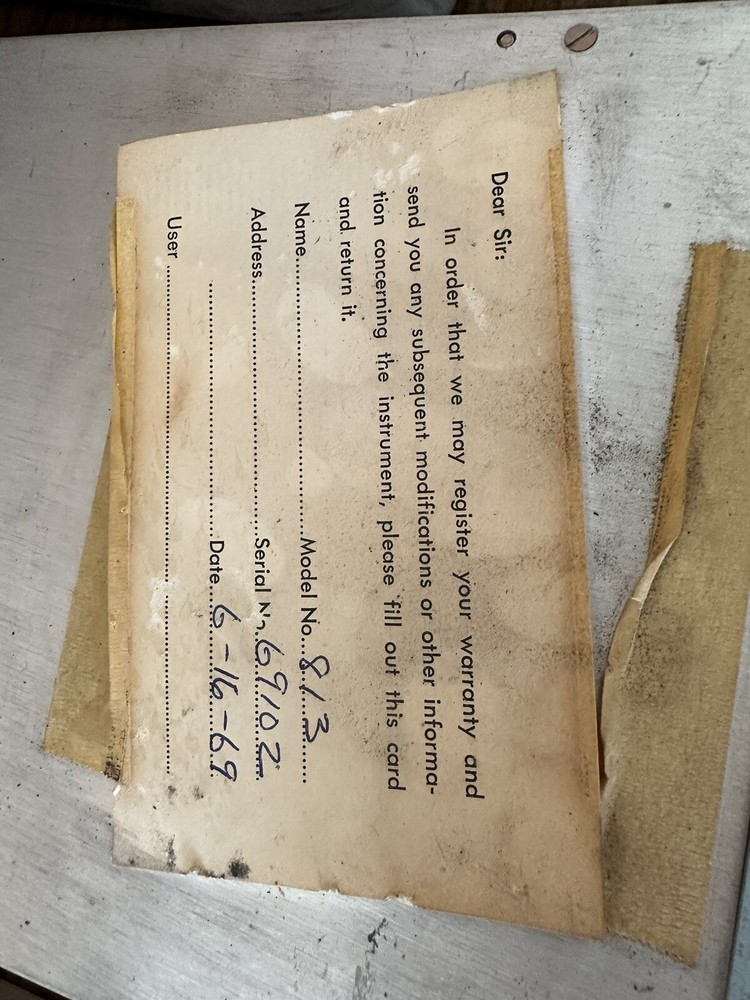 Dear Sir:
In order that we may register your warranty and
send you any subsequent modifications or other informa-
tion concerning the instrument, please fill out this card
and return it.
Name..............................Model No...813......
Address..............................Serial No.69102
..............................Date....6-16-69
User ............................................................